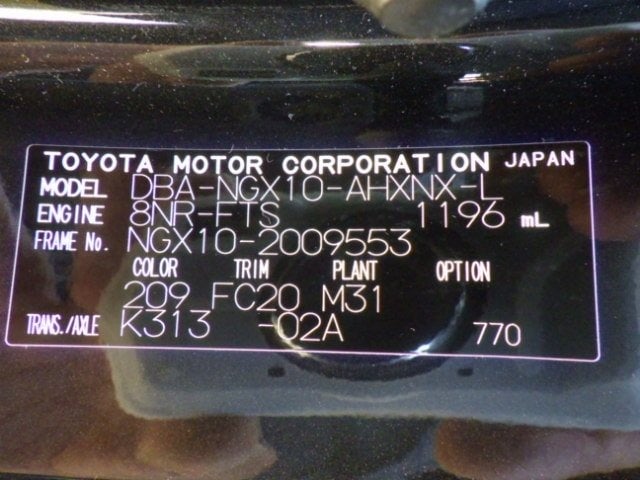 TOYOTA MOTOR CORPORATION JAPAN
MODEL DBA-NGX10-AHXNX-L
ENGINE 8NR-FTS 1196 mL
FRAME No. NGX10-2009553
COLOR TRIM PLANT OPTION
209 FC20 M31
TRANS./AXLE K313 -02A 770